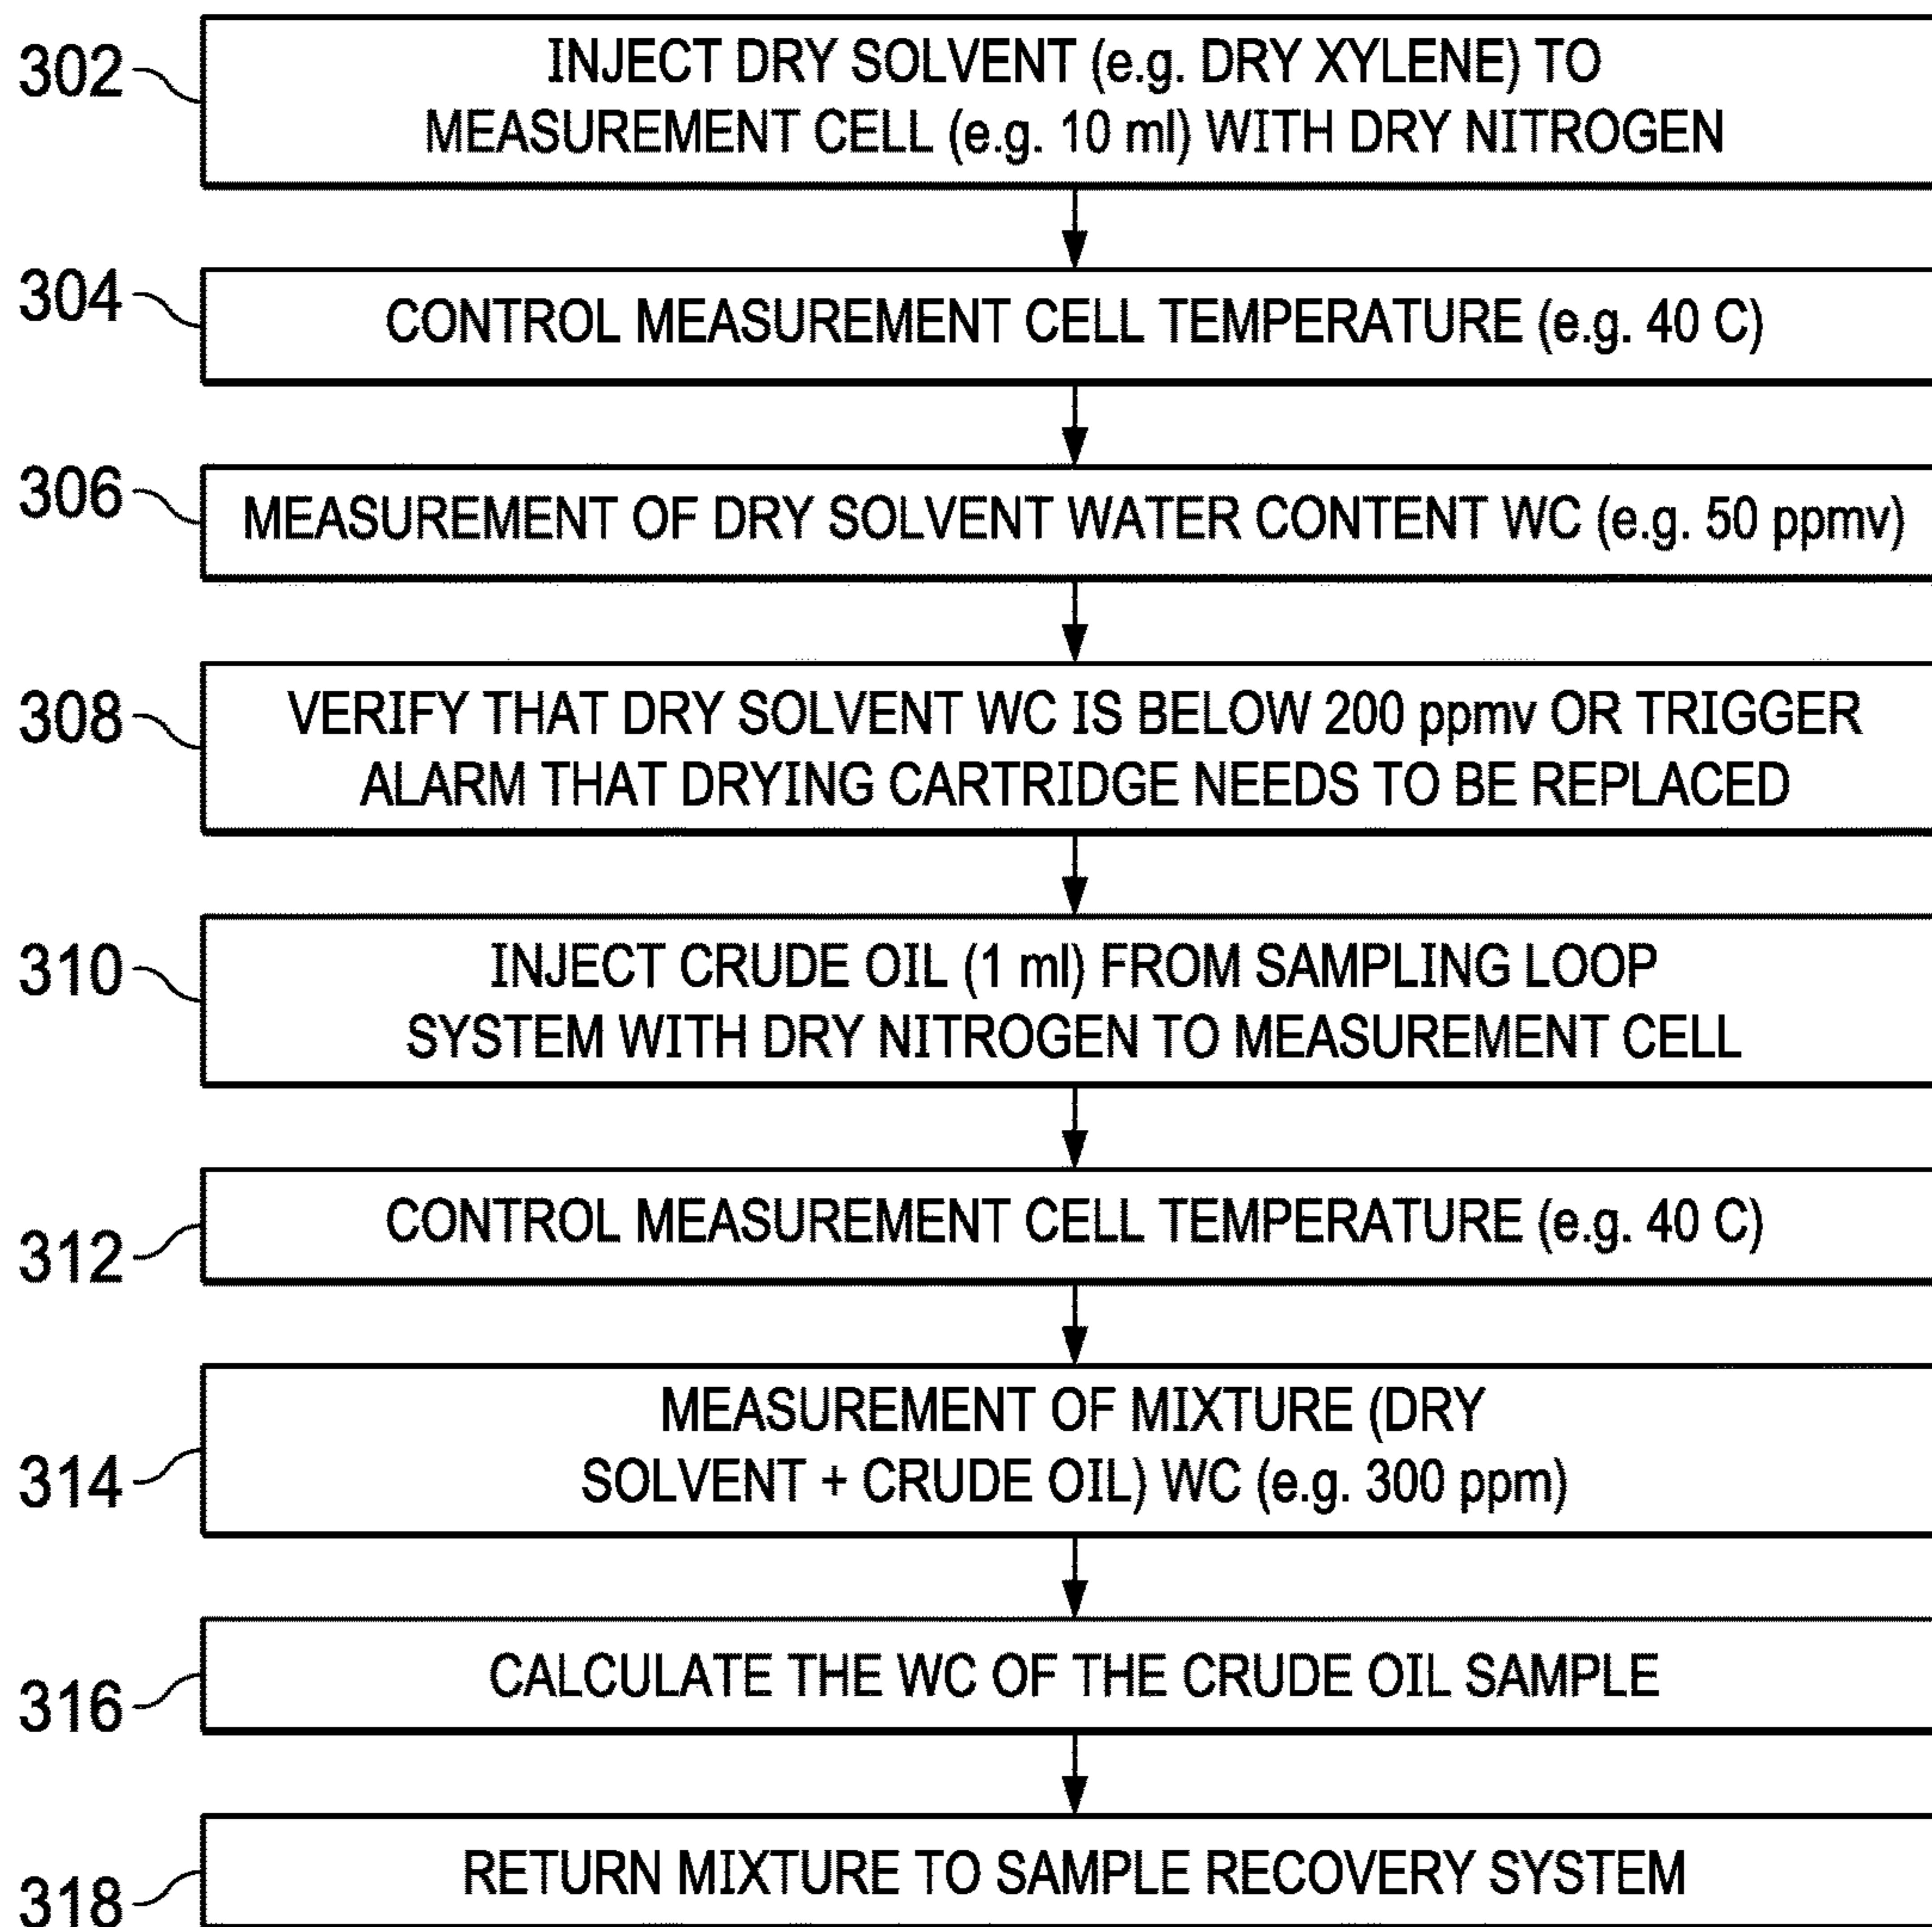 302
INJECT DRY SOLVENT (e.g. DRY XYLENE) TO
MEASUREMENT CELL (e.g. 10 ml) WITH DRY NITROGEN
304
CONTROL MEASUREMENT CELL TEMPERATURE (e.g. 40 C)
306
MEASUREMENT OF DRY SOLVENT WATER CONTENT WC (e.g. 50 ppmv)
308
VERIFY THAT DRY SOLVENT WC IS BELOW 200 ppmv OR TRIGGER
ALARM THAT DRYING CARTRIDGE NEEDS TO BE REPLACED
310
INJECT CRUDE OIL (1 ml) FROM SAMPLING LOOP
SYSTEM WITH DRY NITROGEN TO MEASUREMENT CELL
312
CONTROL MEASUREMENT CELL TEMPERATURE (e.g. 40 C)
314
MEASUREMENT OF MIXTURE (DRY
SOLVENT + CRUDE OIL) WC (e.g. 300 ppm)
316
CALCULATE THE WC OF THE CRUDE OIL SAMPLE
318
RETURN MIXTURE TO SAMPLE RECOVERY SYSTEM